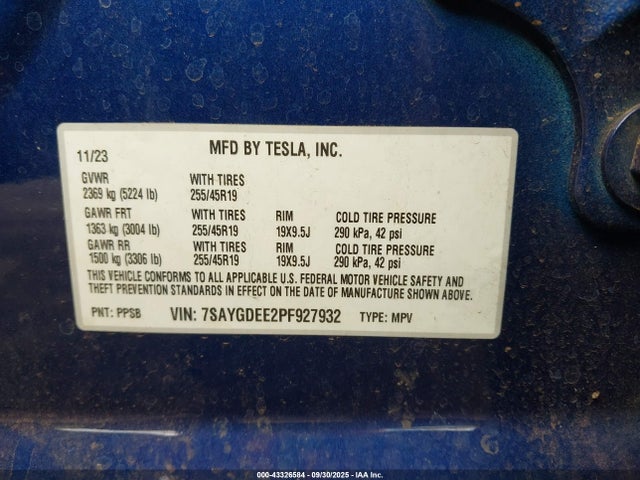 MFD BY TESLA, INC.
11/23
GVWR WITH TIRES
2369 kg (5224 lb) 255/45R19
GAWR FRT WITH TIRES RIM COLD TIRE PRESSURE
1363 kg (3004 lb) 255/45R19 19X9.5J 290 kPa, 42 psi
GAWR RR WITH TIRES RIM COLD TIRE PRESSURE
1500 kg (3306 lb) 255/45R19 19X9.5J 290 kPa, 42 psi
THIS VEHICLE CONFORMS TO ALL APPLICABLE U.S. FEDERAL MOTOR VEHICLE SAFETY AND
THEFT PREVENTION STANDARDS IN EFFECT ON THE DATE OF MANUFACTURE SHOWN ABOVE.
PNT: PPSB VIN: 7SAYGDEE2PF927932 TYPE: MPV
000-43326584 - 09/30/2025 - IAA Inc.